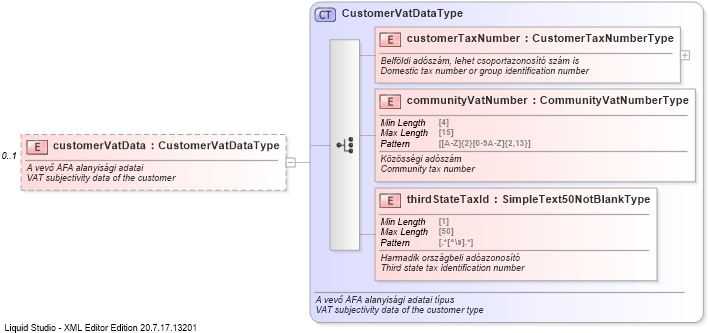 CT CustomerVatDataType
E customerTaxNumber : CustomerTaxNumberType
Belföldi adószám, lehet csoportazonosító szám is
Domestic tax number or group identification number
E communityVatNumber : CommunityVatNumberType
Min Length [4]
Max Length [15]
Pattern [[A-Z]{2}[0-9A-Z]{2,13}]
Közösségi adószám
Community tax number
0..1
E customerVatData : CustomerVatDataType
A vevő ÁFA alanyisági adatai
VAT subjectivity data of the customer
E thirdStateTaxId : SimpleText50NotBlankType
Min Length [1]
Max Length [50]
Pattern [.*[^\s].*]
Harmadik országbeli adóazonosító
Third state tax identification number
A vevő ÁFA alanyisági adatai típus
VAT subjectivity data of the customer type
Liquid Studio - XML Editor Edition 20.7.17.13201